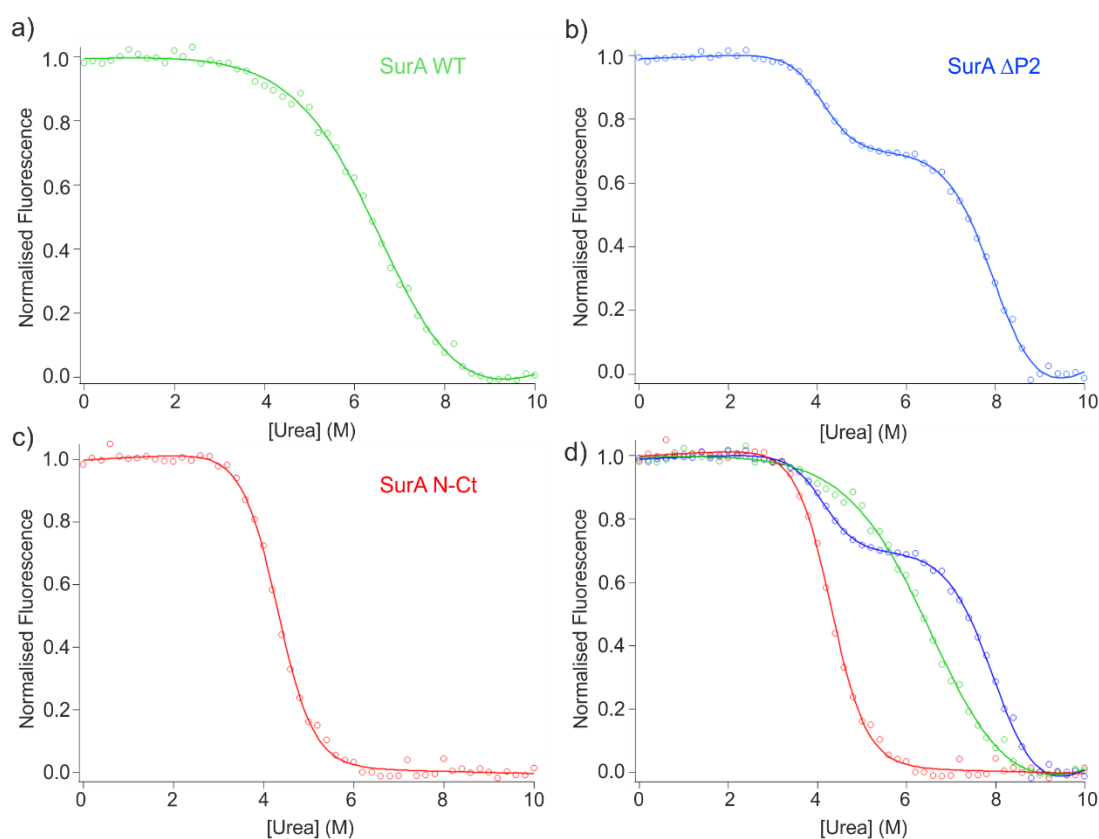 a)
SurA WT
Normalised Fluorescence
1.0
0.8
0.6
0.4
0.2
0.0
0 2 4 6 8 10
[Urea] (M)
b)
SurA ΔP2
Normalised Fluorescence
1.0
0.8
0.6
0.4
0.2
0.0
0 2 4 6 8 10
[Urea] (M)
c)
SurA N-Ct
Normalised Fluorescence
1.0
0.8
0.6
0.4
0.2
0.0
0 2 4 6 8 10
[Urea] (M)
d)
Normalised Fluorescence
1.0
0.8
0.6
0.4
0.2
0.0
0 2 4 6 8 10
[Urea] (M)